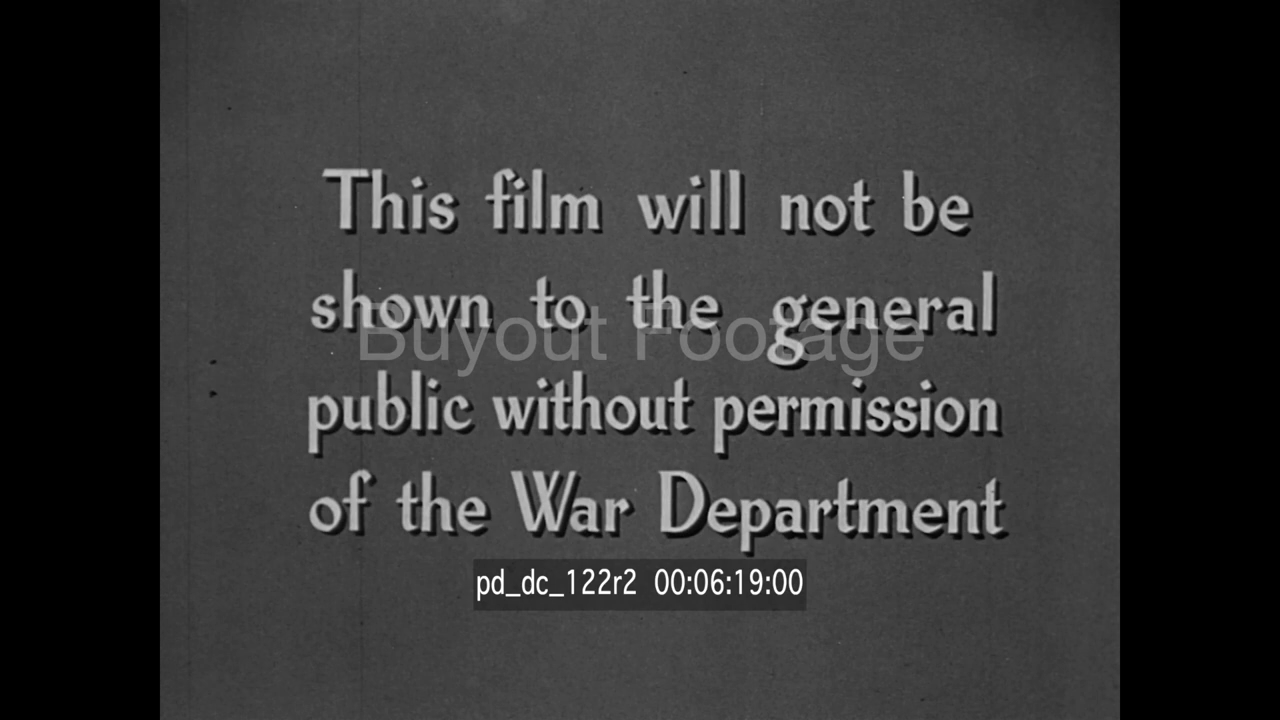 This film will not be
shown to the general
Buyout Footage
public without permission
of the War Department
pd_dc_122r2 00:06:19:00